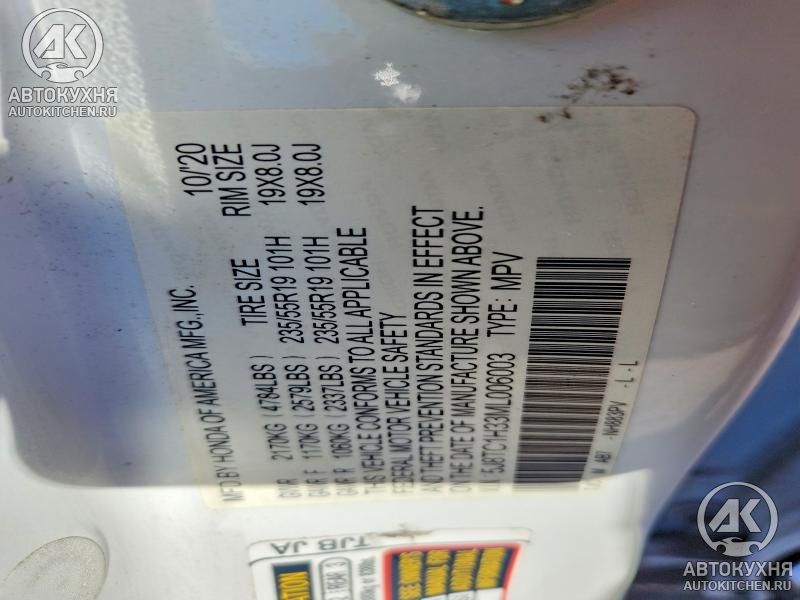 АВТОКУХНЯ
AUTOKITCHEN.RU
MFD BY HONDA OF AMERICA MFG.,INC. 10/'20
TIRE SIZE RIM SIZE
GVWR 2170KG ( 4784LBS)
GAWR F 1170KG ( 2579LBS) 235/55R19 101H 19X8.0J
GAWR R 1060KG ( 2337LBS) 235/55R19 101H 19X8.0J
THIS VEHICLE CONFORMS TO ALL APPLICABLE
FEDERAL MOTOR VEHICLE SAFETY
AND THEFT PREVENTION STANDARDS IN EFFECT
ON THE DATE OF MANUFACTURE SHOWN ABOVE.
V.I.N. 5J8TC1H33ML006003 TYPE: MPV
NH883PV - L - L
TJB JA
REAR 3
АВТОКУХНЯ
AUTOKITCHEN.RU